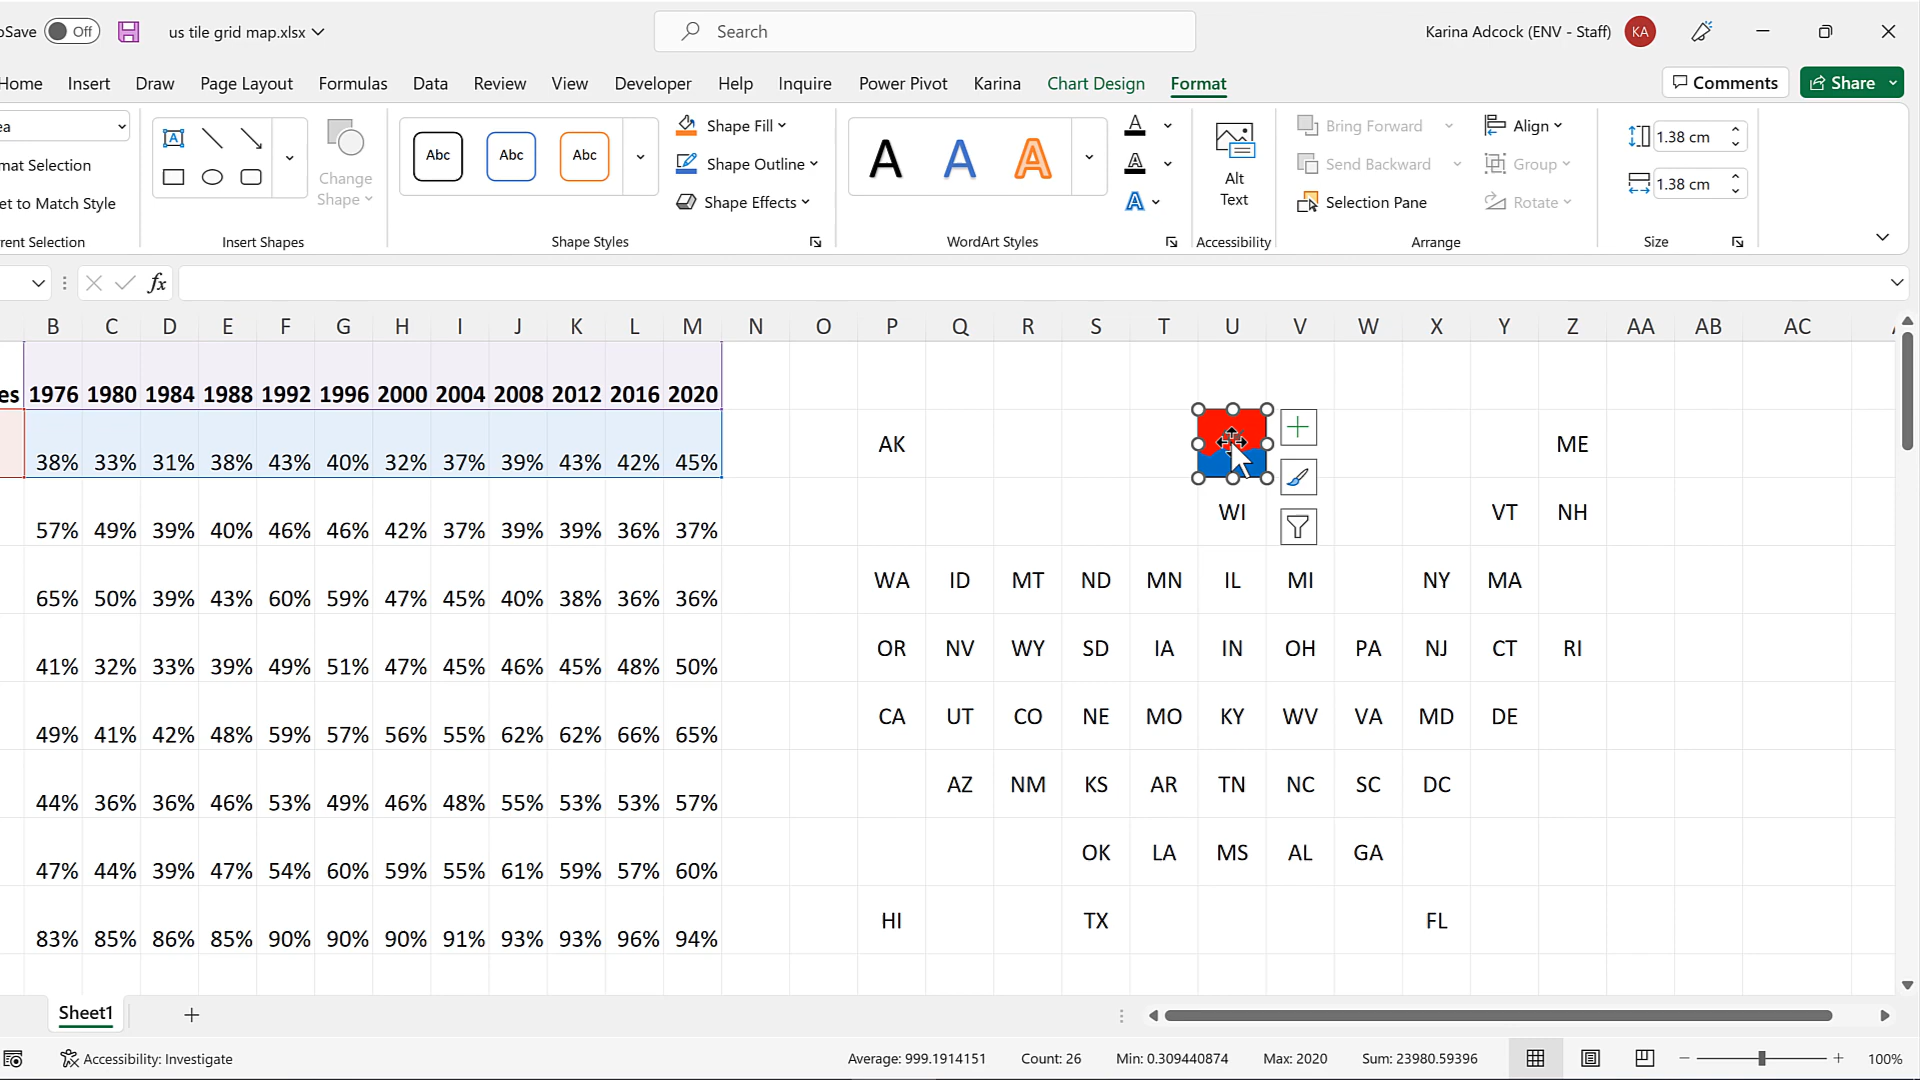 oSave Off us tile grid map.xlsx Search Karina Adcock (ENV - Staff) KA
Home Insert Draw Page Layout Formulas Data Review View Developer Help Inquire Power Pivot Karina Chart Design Format Comments Share
ea Abc Abc Abc Shape Fill A A A A Bring Forward Align 1.38 cm
mat Selection Change Shape Shape Outline A Alt Text Send Backward Group 1.38 cm
et to Match Style Shape Effects A Selection Pane Rotate
rent Selection Insert Shapes Shape Styles WordArt Styles Accessibility Arrange Size
fx
B C D E F G H I J K L M N O P Q R S T U V W X Y Z AA AB AC
es 1976 1980 1984 1988 1992 1996 2000 2004 2008 2012 2016 2020
AK ME
38% 33% 31% 38% 43% 40% 32% 37% 39% 43% 42% 45%
WI VT NH
57% 49% 39% 40% 46% 46% 42% 37% 39% 39% 36% 37%
WA ID MT ND MN IL MI NY MA
65% 50% 39% 43% 60% 59% 47% 45% 40% 38% 36% 36%
OR NV WY SD IA IN OH PA NJ CT RI
41% 32% 33% 39% 49% 51% 47% 45% 46% 45% 48% 50%
CA UT CO NE MO KY WV VA MD DE
49% 41% 42% 48% 59% 57% 56% 55% 62% 62% 66% 65%
AZ NM KS AR TN NC SC DC
44% 36% 36% 46% 53% 49% 46% 48% 55% 53% 53% 57%
OK LA MS AL GA
47% 44% 39% 47% 54% 60% 59% 55% 61% 59% 57% 60%
HI TX FL
83% 85% 86% 85% 90% 90% 90% 91% 93% 93% 96% 94%
Sheet1
Accessibility: Investigate Average: 999.1914151 Count: 26 Min: 0.309440874 Max: 2020 Sum: 23980.59396 100%